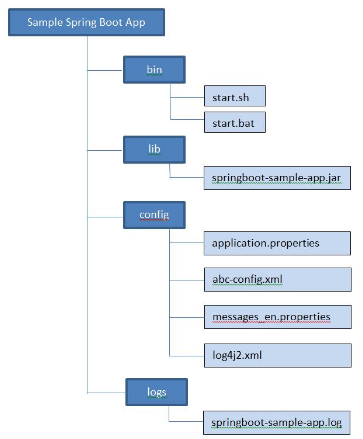 Sample Spring Boot App
bin
start.sh
start.bat
lib
springboot-sample-app.jar
config
application.properties
abc-config.xml
messages_en.properties
log4j2.xml
logs
springboot-sample-app.log